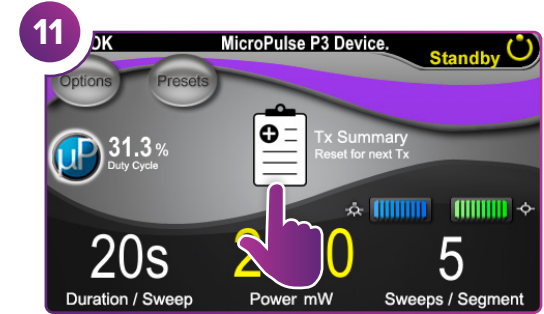 11
OK
MicroPulse P3 Device.
Standby
Options
Presets
µP
31.3 %
Duty Cycle
Tx Summary
Reset for next Tx
20s
5
Duration / Sweep
Power mW
Sweeps / Segment